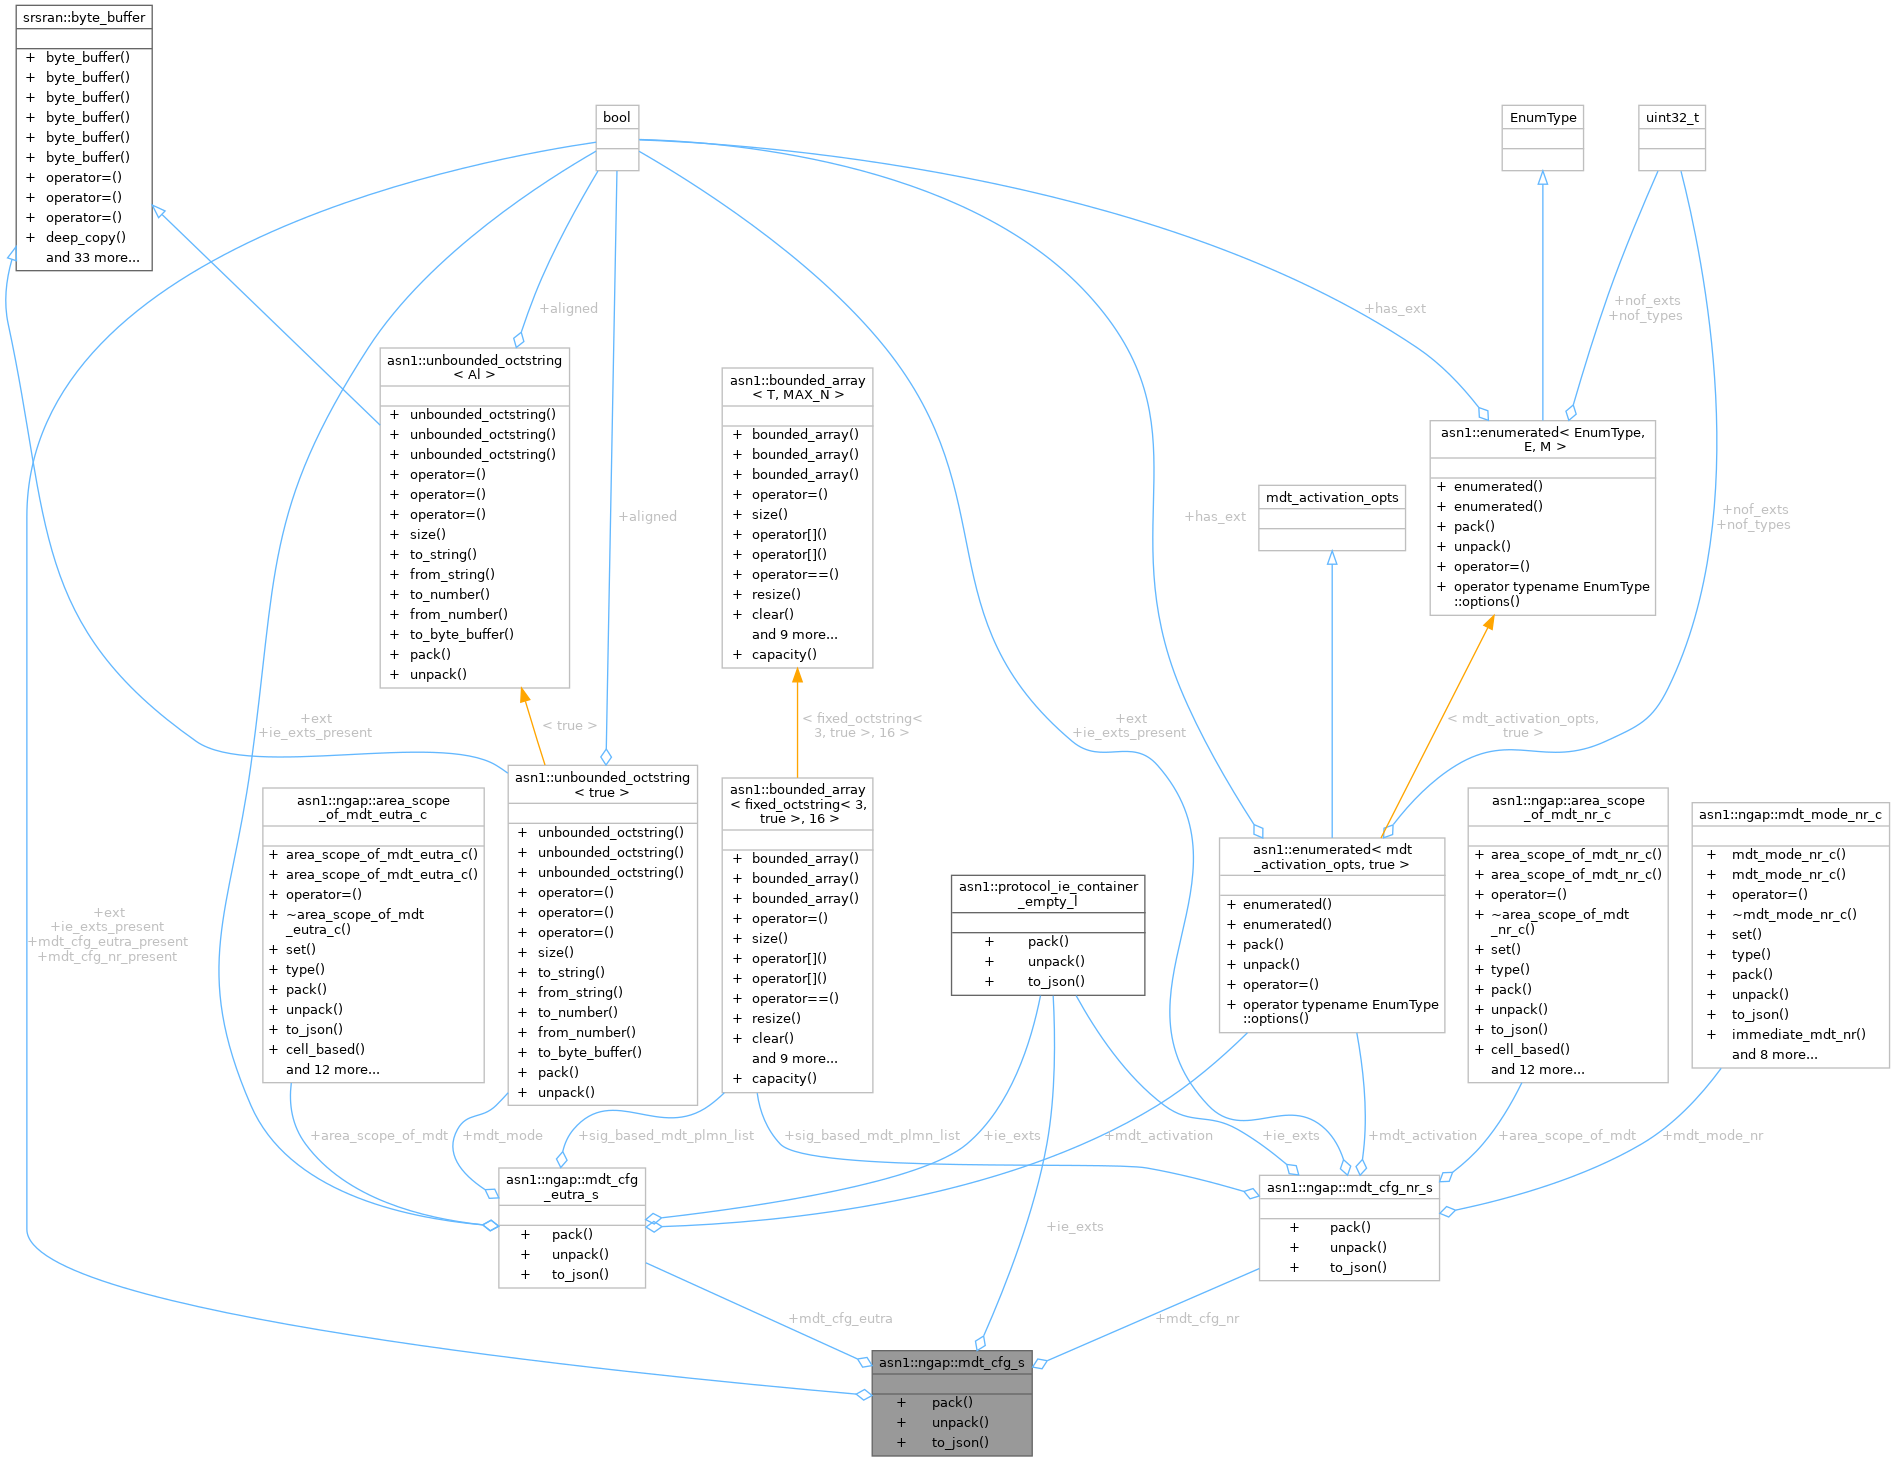 srsran::byte_buffer
+ byte_buffer()
+ byte_buffer()
+ byte_buffer()
+ byte_buffer()
+ byte_buffer()
+ byte_buffer()
+ operator=()
+ operator=()
+ operator=()
+ deep_copy()
and 33 more...
bool
EnumType
uint32_t
+aligned
+has_ext
+nof_exts
+nof_types
asn1::unbounded_octstring
< Al >
+ unbounded_octstring()
+ unbounded_octstring()
+ unbounded_octstring()
+ operator=()
+ operator=()
+ operator=()
+ size()
+ to_string()
+ from_string()
+ to_number()
+ from_number()
+ to_byte_buffer()
+ pack()
+ unpack()
+aligned
asn1::bounded_array
< T, MAX_N >
+ bounded_array()
+ bounded_array()
+ bounded_array()
+ operator=()
+ size()
+ operator[]()
+ operator[]()
+ operator==()
+ resize()
+ clear()
and 9 more...
+ capacity()
+has_ext
mdt_activation_opts
asn1::enumerated< EnumType,
E, M >
+ enumerated()
+ enumerated()
+ pack()
+ unpack()
+ operator=()
+ operator typename EnumType
::options()
+nof_exts
+nof_types
+ext
+ie_exts_present
< true >
< fixed_octstring<
3, true >, 16 >
+ext
+ie_exts_present
< mdt_activation_opts,
true >
+ext
+ie_exts_present
+mdt_cfg_eutra_present
+mdt_cfg_nr_present
asn1::ngap::area_scope
_of_mdt_eutra_c
+ area_scope_of_mdt_eutra_c()
+ area_scope_of_mdt_eutra_c()
+ operator=()
+ ~area_scope_of_mdt
_eutra_c()
+ set()
+ type()
+ pack()
+ unpack()
+ to_json()
+ cell_based()
and 12 more...
asn1::unbounded_octstring
< true >
+ unbounded_octstring()
+ unbounded_octstring()
+ unbounded_octstring()
+ operator=()
+ operator=()
+ operator=()
+ size()
+ to_string()
+ from_string()
+ to_number()
+ from_number()
+ to_byte_buffer()
+ pack()
+ unpack()
asn1::bounded_array
< fixed_octstring< 3,
true >, 16 >
+ bounded_array()
+ bounded_array()
+ bounded_array()
+ operator=()
+ size()
+ operator[]()
+ operator[]()
+ operator==()
+ resize()
+ clear()
and 9 more...
+ capacity()
asn1::protocol_ie_container
_empty_l
+ pack()
+ unpack()
+ to_json()
asn1::enumerated< mdt
_activation_opts, true >
+ enumerated()
+ enumerated()
+ pack()
+ unpack()
+ operator=()
+ operator typename EnumType
::options()
asn1::ngap::area_scope
_of_mdt_nr_c
+ area_scope_of_mdt_nr_c()
+ area_scope_of_mdt_nr_c()
+ operator=()
+ ~area_scope_of_mdt
_nr_c()
+ set()
+ type()
+ pack()
+ unpack()
+ to_json()
+ cell_based()
and 12 more...
asn1::ngap::mdt_mode_nr_c
+ mdt_mode_nr_c()
+ mdt_mode_nr_c()
+ operator=()
+ ~mdt_mode_nr_c()
+ set()
+ type()
+ pack()
+ unpack()
+ to_json()
+ immediate_mdt_nr()
and 8 more...
+area_scope_of_mdt
+mdt_mode
+sig_based_mdt_plmn_list
+sig_based_mdt_plmn_list
+ie_exts
+mdt_activation
+ie_exts
+mdt_activation
+area_scope_of_mdt
+mdt_mode_nr
asn1::ngap::mdt_cfg
_eutra_s
+ pack()
+ unpack()
+ to_json()
+ie_exts
asn1::ngap::mdt_cfg_nr_s
+ pack()
+ unpack()
+ to_json()
+mdt_cfg_eutra
+mdt_cfg_nr
asn1::ngap::mdt_cfg_s
+ pack()
+ unpack()
+ to_json()